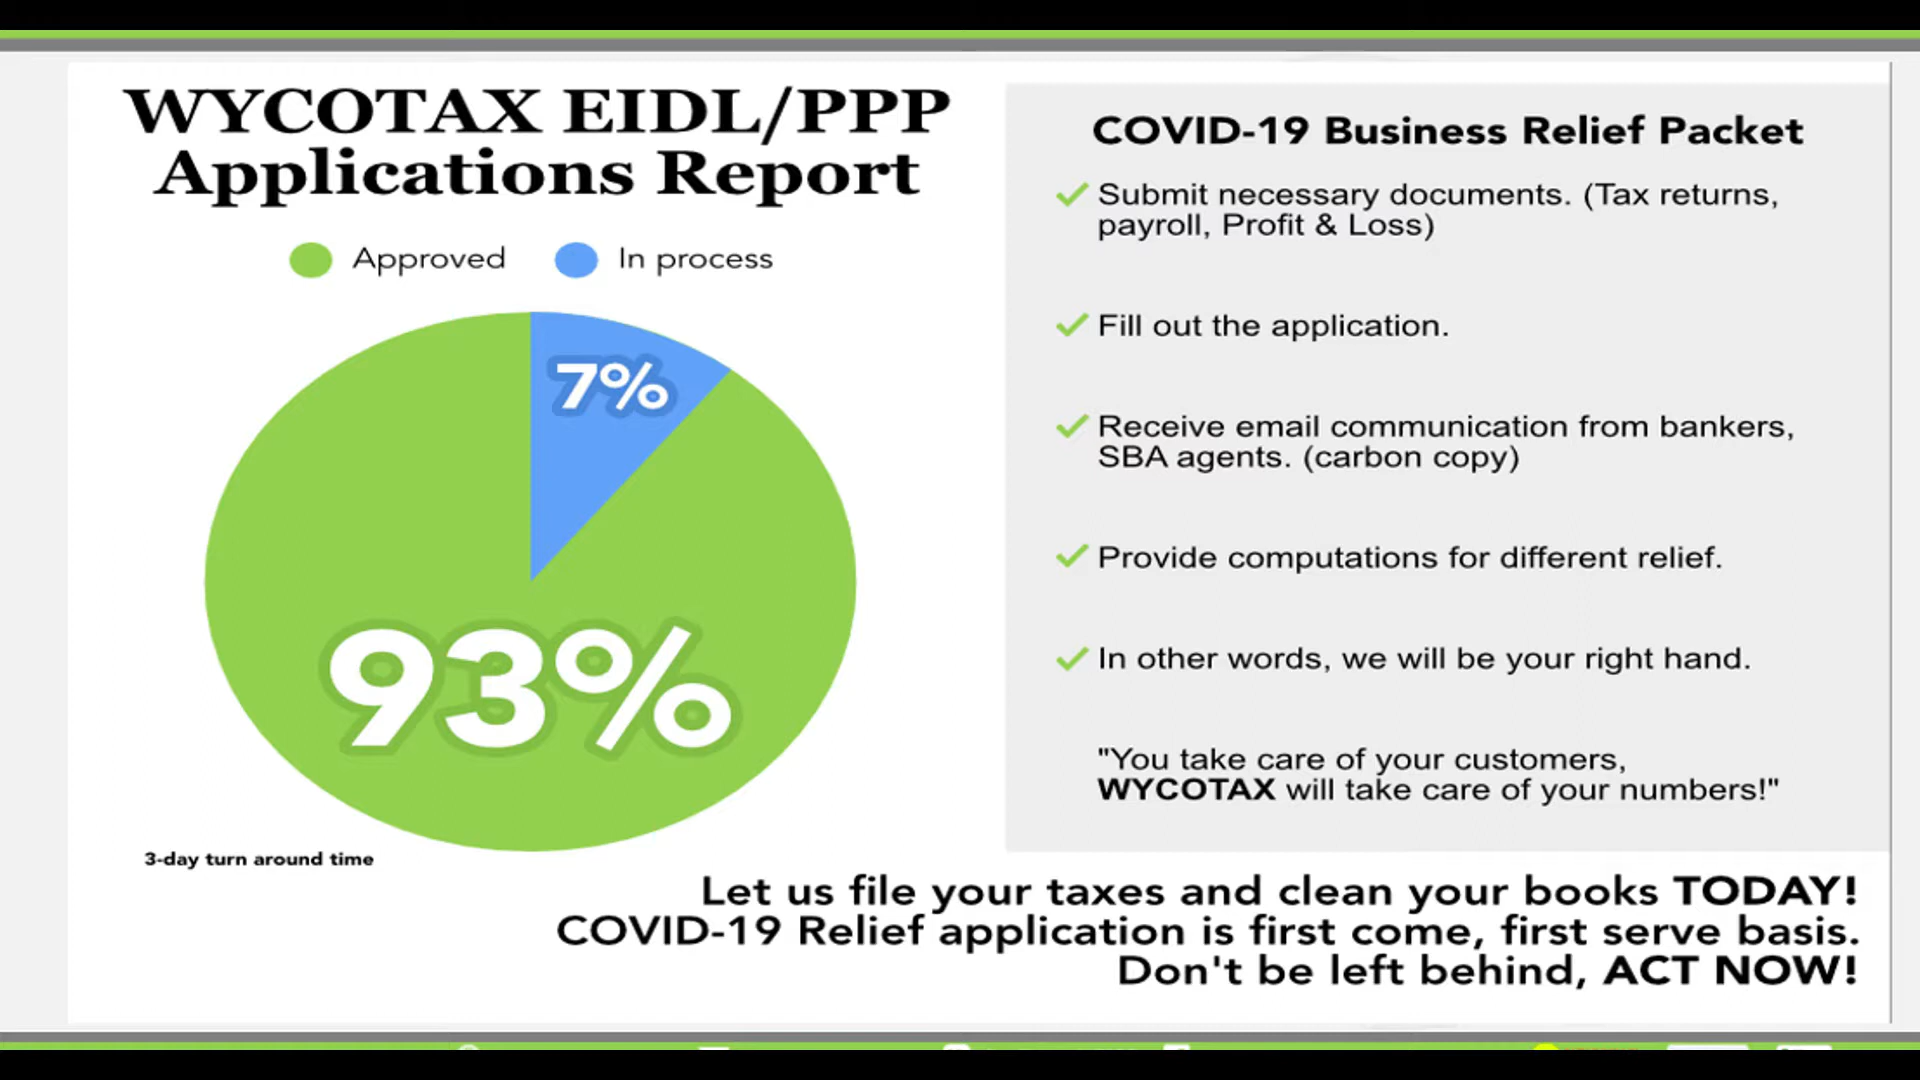 WYCOTAX EIDL/PPP
Applications Report
Approved
In process
7%
93%
3-day turn around time
COVID-19 Business Relief Packet
Submit necessary documents. (Tax returns,
payroll, Profit & Loss)
Fill out the application.
Receive email communication from bankers,
SBA agents. (carbon copy)
Provide computations for different relief.
In other words, we will be your right hand.
"You take care of your customers,
WYCOTAX will take care of your numbers!"
Let us file your taxes and clean your books TODAY!
COVID-19 Relief application is first come, first serve basis.
Don't be left behind, ACT NOW!